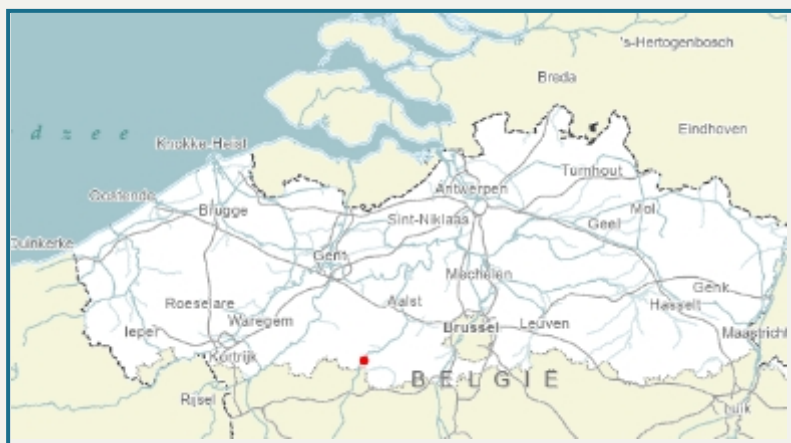 's-Hertogenbosch
Breda
d z e e
Eindhoven
Knokke-Heist
Turnhout
Antwerpen
Oostende
Brugge
Sint-Niklaas
Mol
Geel
Duinkerke
Gent
Mechelen
Genk
Roeselare
Aalst
Hasselt
Ieper
Waregem
Brussel
Leuven
Maastricht
Kortrijk
BELGIË
Rijsel
Luik